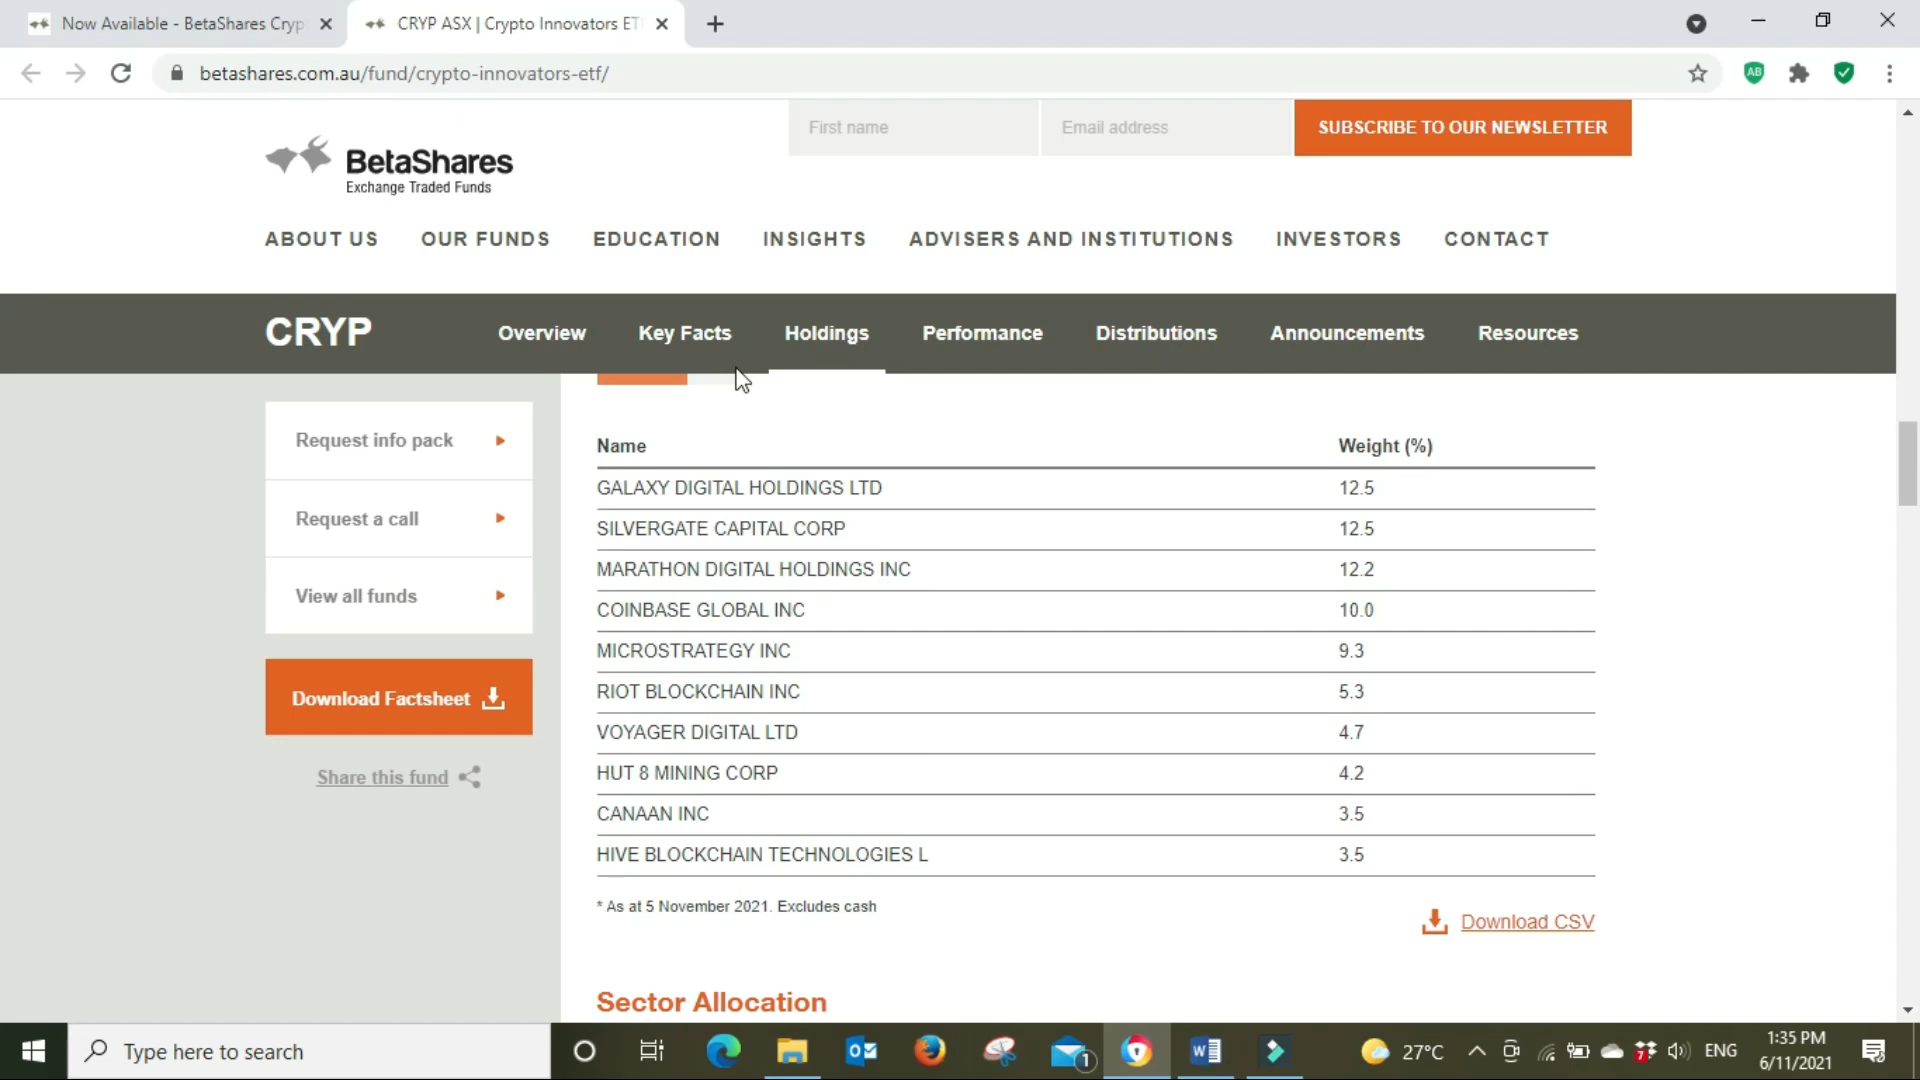 Now Available - BetaShares Cryp
CRYP ASX | Crypto Innovators ET
betashares.com.au/fund/crypto-innovators-etf/
AB
First name
Email address
SUBSCRIBE TO OUR NEWSLETTER
BetaShares
Exchange Traded Funds
ABOUT US OUR FUNDS EDUCATION INSIGHTS ADVISERS AND INSTITUTIONS INVESTORS CONTACT
CRYP Overview Key Facts Holdings Performance Distributions Announcements Resources
Request info pack
Request a call
View all funds
Download Factsheet
Share this fund
Name Weight (%)
GALAXY DIGITAL HOLDINGS LTD 12.5
SILVERGATE CAPITAL CORP 12.5
MARATHON DIGITAL HOLDINGS INC 12.2
COINBASE GLOBAL INC 10.0
MICROSTRATEGY INC 9.3
RIOT BLOCKCHAIN INC 5.3
VOYAGER DIGITAL LTD 4.7
HUT 8 MINING CORP 4.2
CANAAN INC 3.5
HIVE BLOCKCHAIN TECHNOLOGIES L 3.5
* As at 5 November 2021. Excludes cash
Download CSV
Sector Allocation
Type here to search
1
27°C
7
ENG
1:35 PM
6/11/2021